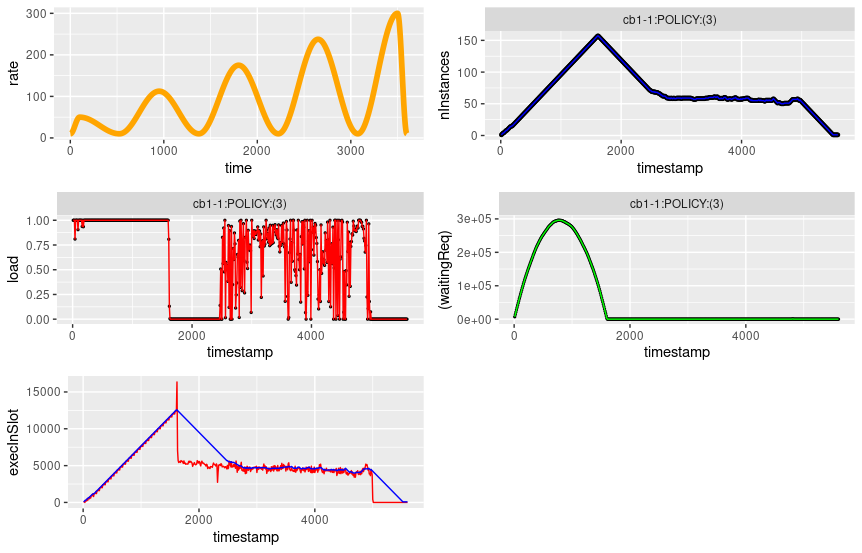 rate
300
200
100
0
0
1000
2000
3000
time
cb1-1:POLICY:(3)
nInstances
150
100
50
0
0
2000
4000
timestamp
cb1-1:POLICY:(3)
load
1.00
0.75
0.50
0.25
0.00
0
2000
4000
timestamp
cb1-1:POLICY:(3)
(waitingReq)
3e+05
2e+05
1e+05
0e+00
0
2000
4000
timestamp
execInSlot
15000
10000
5000
0
0
2000
4000
timestamp